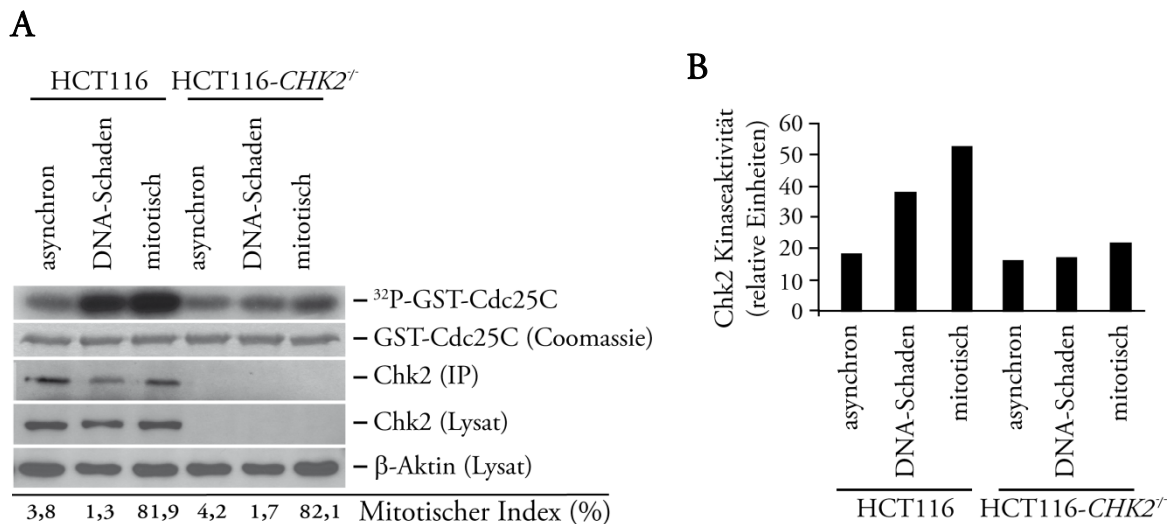 A
HCT116 HCT116-CHK2-/-
asynchron
DNA-Schaden
mitotisch
asynchron
DNA-Schaden
mitotisch
32P-GST-Cdc25C
GST-Cdc25C (Coomassie)
Chk2 (IP)
Chk2 (Lysat)
β-Aktin (Lysat)
3,8 1,3 81,9 4,2 1,7 82,1 Mitotischer Index (%)
B
Chk2 Kinaseaktivität
(relative Einheiten)
60
50
40
30
20
10
0
asynchron
DNA-Schaden
mitotisch
asynchron
DNA-Schaden
mitotisch
HCT116 HCT116-CHK2-/-